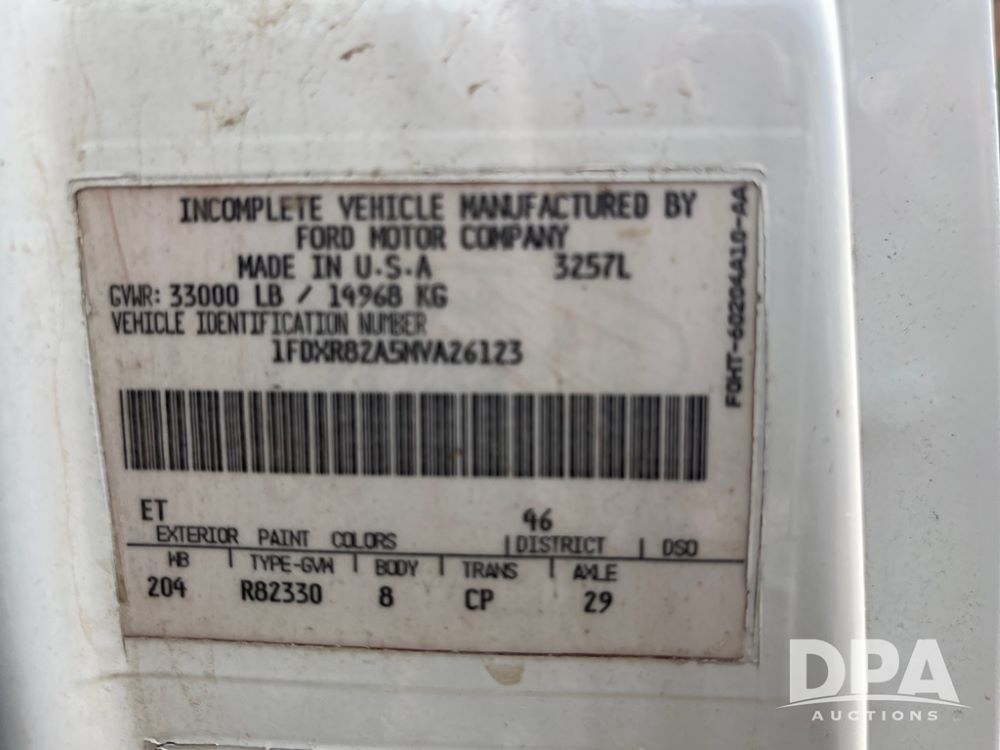 INCOMPLETE VEHICLE MANUFACTURED BY
FORD MOTOR COMPANY
MADE IN U.S.A 3257L
GVWR: 33000 LB / 14968 KG
VEHICLE IDENTIFICATION NUMBER
1FDXR82A5MVA26123
F0HT-60204A10-AA
ET 46
EXTERIOR PAINT COLORS | DISTRICT | DSO
WB | TYPE-GVW | BODY | TRANS | AXLE
204 R82330 8 CP 29
DPA
AUCTIONS